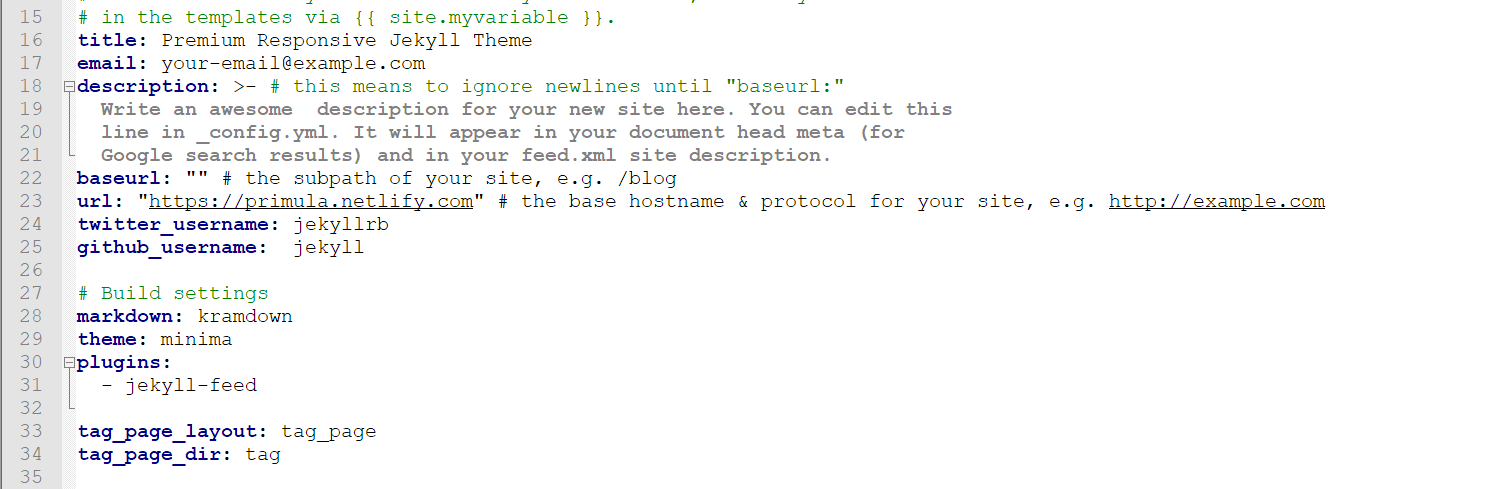 15 # in the templates via {{ site.myvariable }}.
16 title: Premium Responsive Jekyll Theme
17 email: your-email@example.com
18 description: >- # this means to ignore newlines until "baseurl:"
19   Write an awesome  description for your new site here. You can edit this
20   line in _config.yml. It will appear in your document head meta (for
21   Google search results) and in your feed.xml site description.
22 baseurl: "" # the subpath of your site, e.g. /blog
23 url: "https://primula.netlify.com" # the base hostname & protocol for your site, e.g. http://example.com
24 twitter_username: jekyllrb
25 github_username:  jekyll
26
27 # Build settings
28 markdown: kramdown
29 theme: minima
30 plugins:
31   - jekyll-feed
32
33 tag_page_layout: tag_page
34 tag_page_dir: tag
35